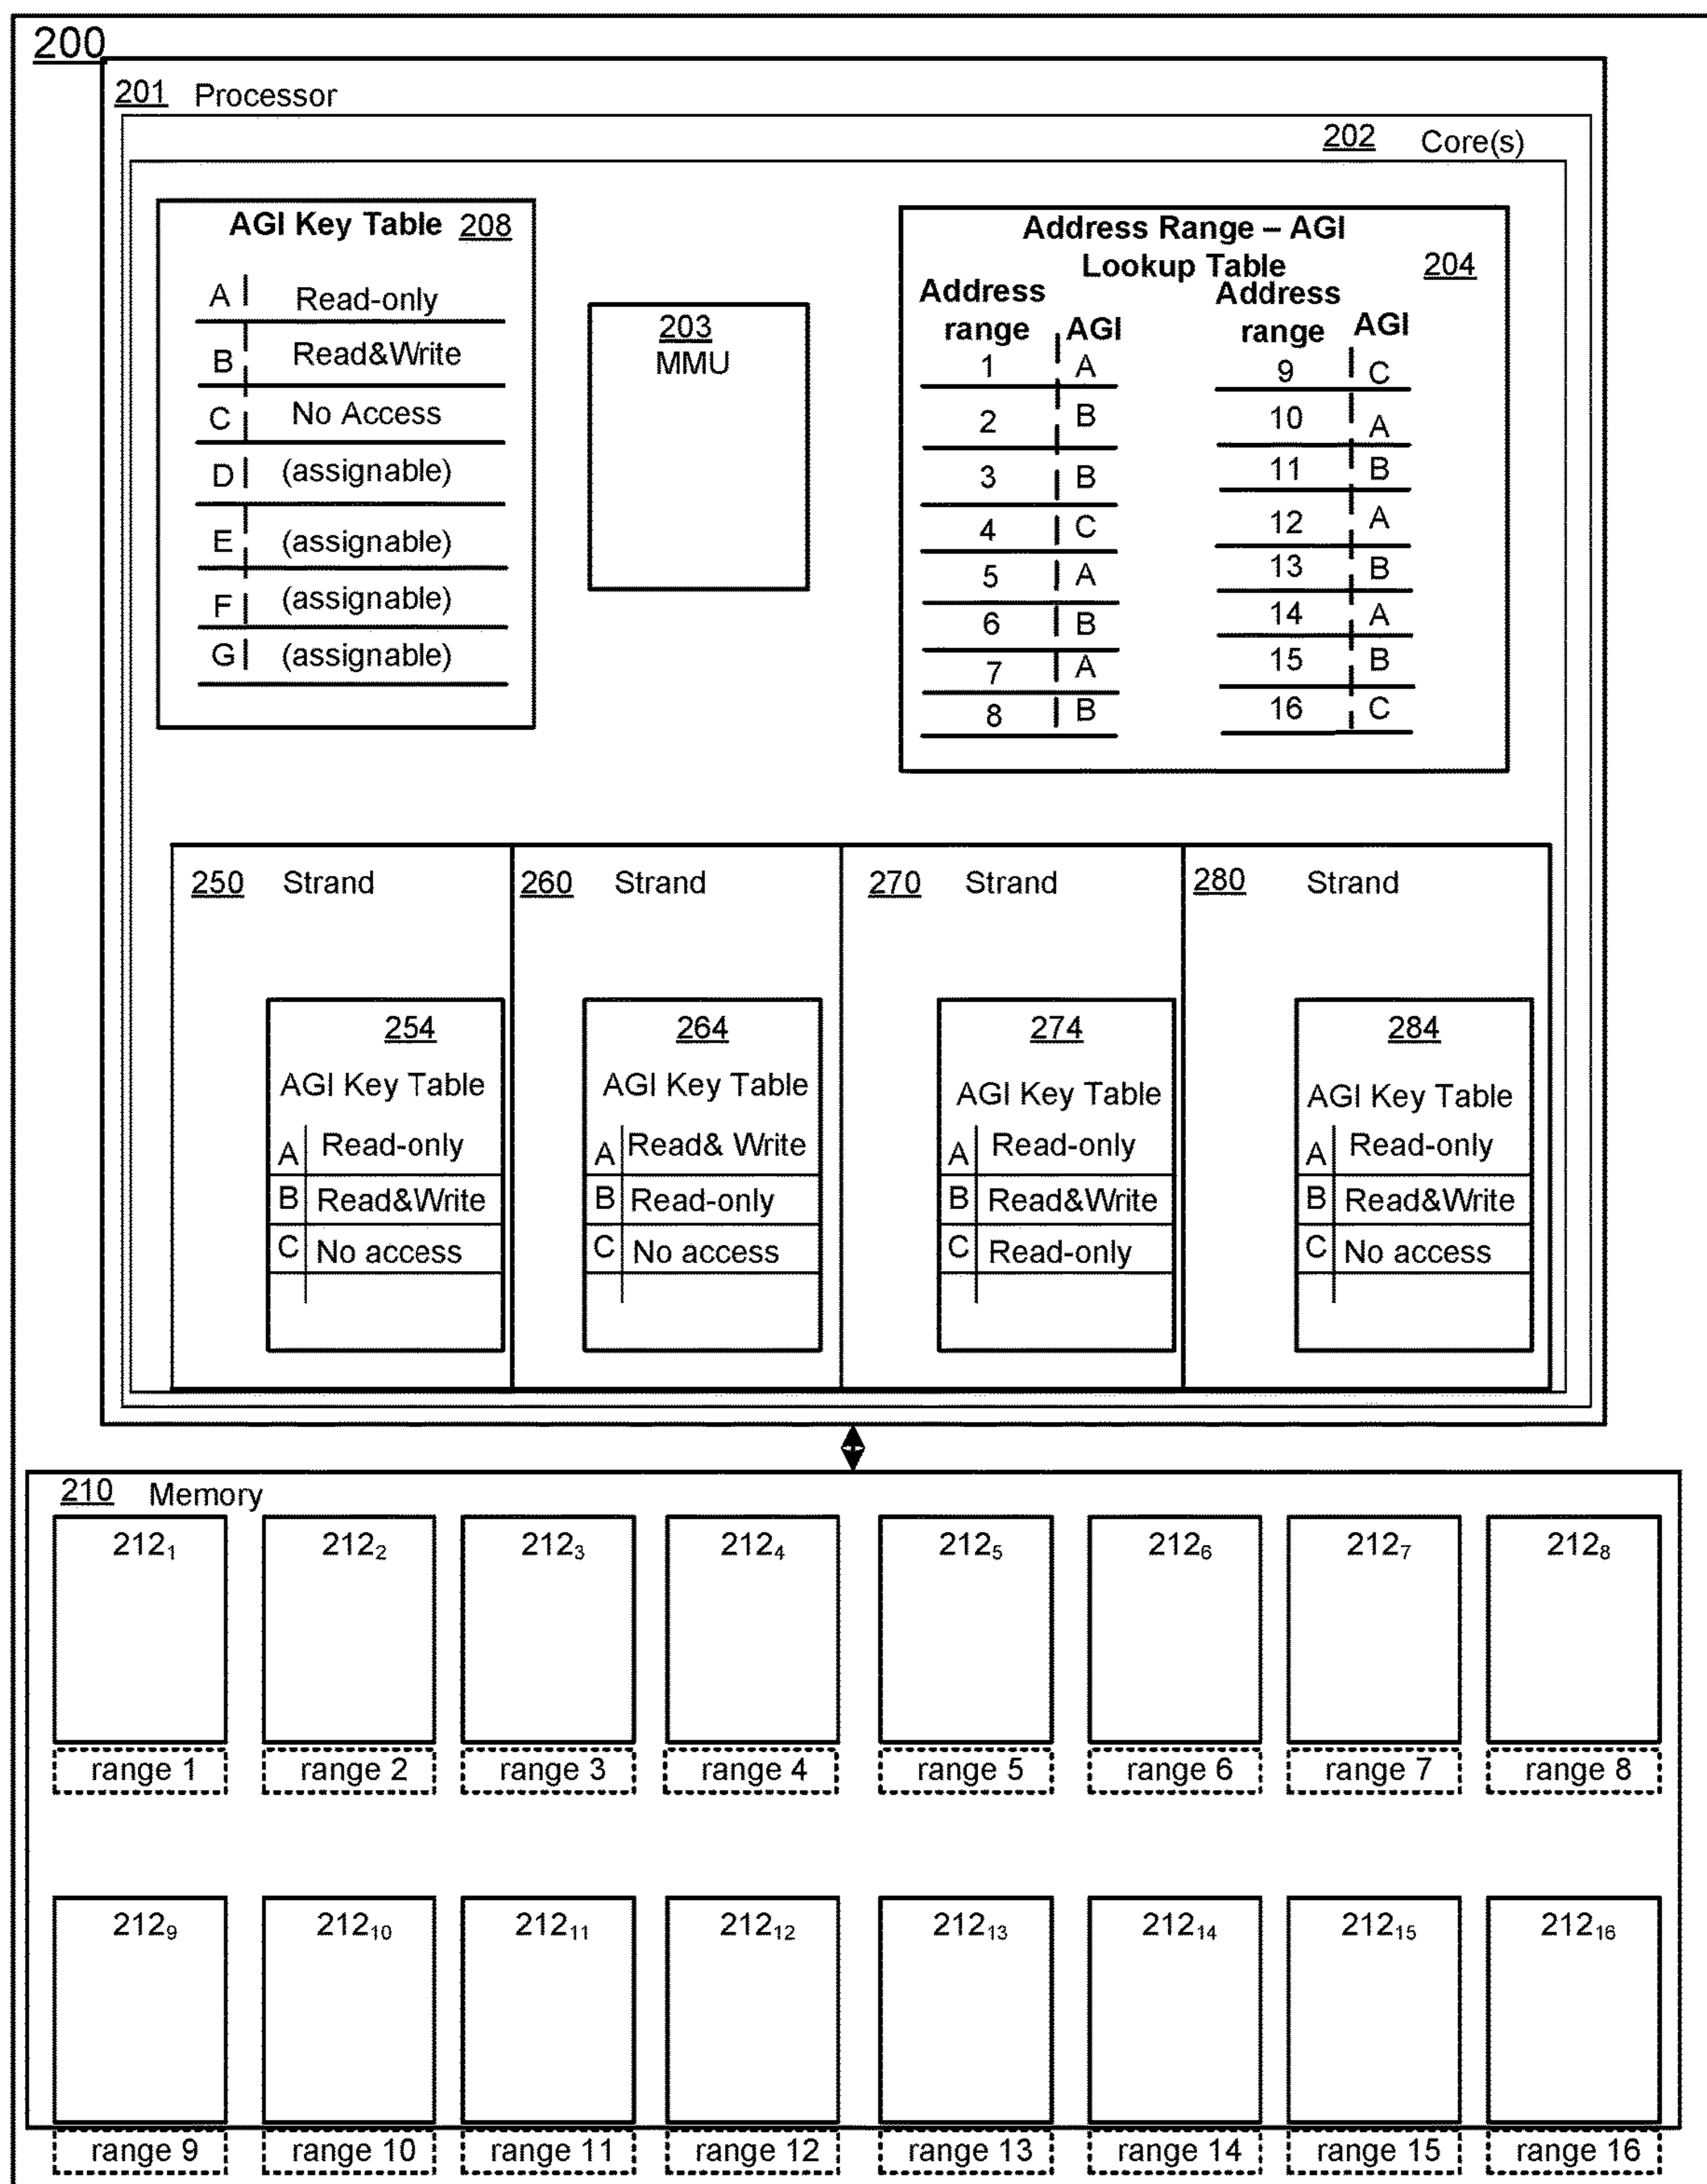 200
201 Processor
202 Core(s)
AGI Key Table 208
A Read-only
B Read&Write
C No Access
D (assignable)
E (assignable)
F (assignable)
G (assignable)
203
MMU
Address Range – AGI
Lookup Table 204
Address range AGI
1 A
2 B
3 B
4 C
5 A
6 B
7 A
8 B
Address range AGI
9 C
10 A
11 B
12 A
13 B
14 A
15 B
16 C
250 Strand
254
AGI Key Table
A Read-only
B Read&Write
C No access
260 Strand
264
AGI Key Table
A Read& Write
B Read-only
C No access
270 Strand
274
AGI Key Table
A Read-only
B Read&Write
C Read-only
280 Strand
284
AGI Key Table
A Read-only
B Read&Write
C No access
210 Memory
212₁ 212₂ 212₃ 212₄ 212₅ 212₆ 212₇ 212₈
range 1 range 2 range 3 range 4 range 5 range 6 range 7 range 8
212₉ 212₁₀ 212₁₁ 212₁₂ 212₁₃ 212₁₄ 212₁₅ 212₁₆
range 9 range 10 range 11 range 12 range 13 range 14 range 15 range 16